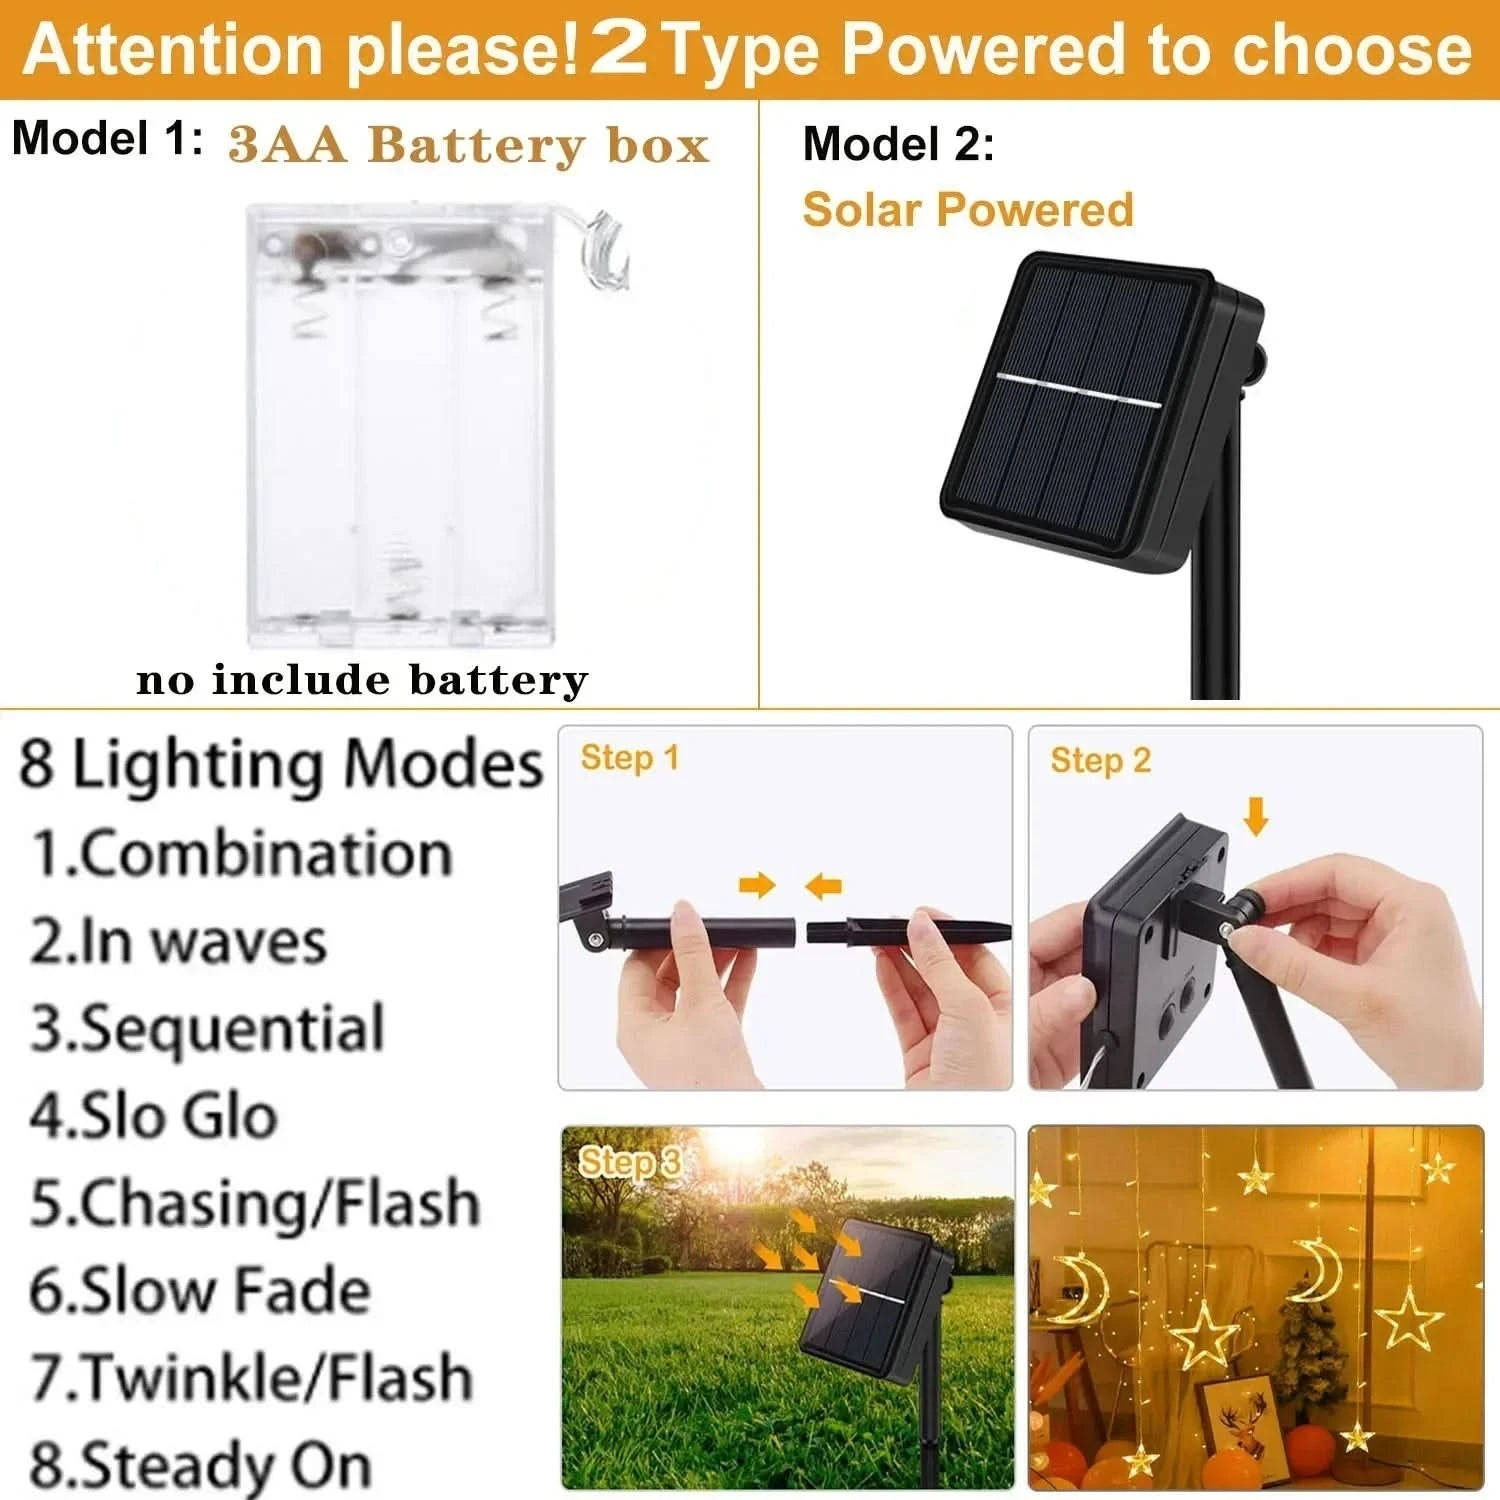 Attention please! 2 Type Powered to choose
Model 1: 3AA Battery box
no include battery
Model 2:
Solar Powered
8 Lighting Modes
1.Combination
2.In waves
3.Sequential
4.Slo Glo
5.Chasing/Flash
6.Slow Fade
7.Twinkle/Flash
8.Steady On
Step 1
Step 2
Step 3